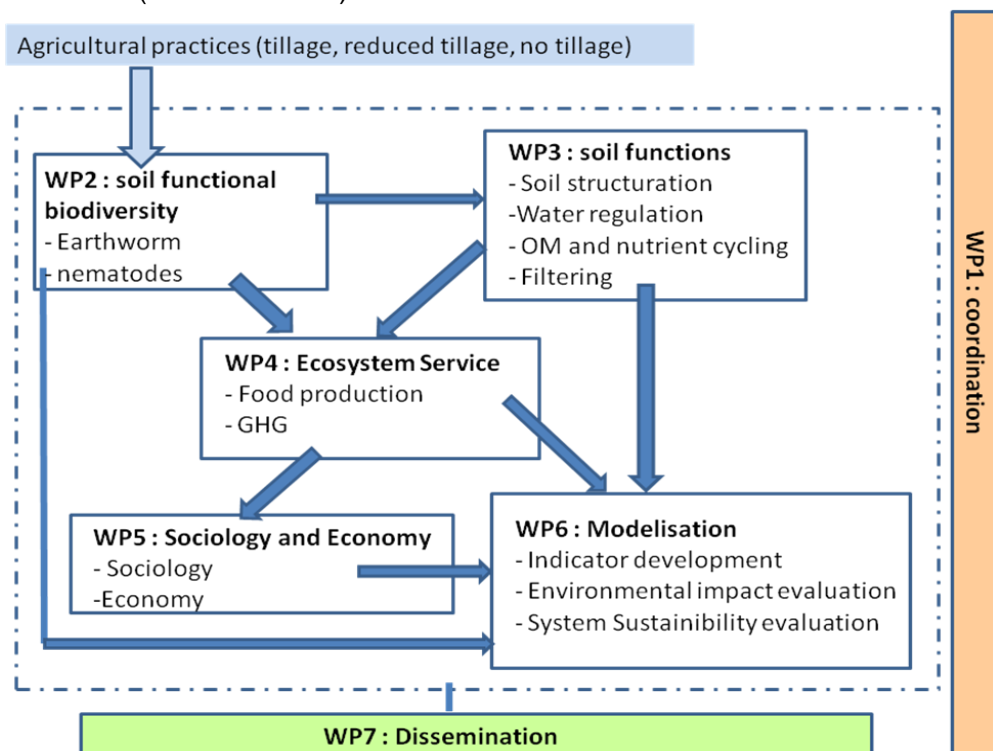 Agricultural practices (tillage, reduced tillage, no tillage)
WP2 : soil functional
biodiversity
- Earthworm
- nematodes
WP3 : soil functions
- Soil structuration
-Water regulation
- OM and nutrient cycling
- Filtering
WP4 : Ecosystem Service
- Food production
- GHG
WP5 : Sociology and Economy
- Sociology
-Economy
WP6 : Modelisation
- Indicator development
- Environmental impact evaluation
- System Sustainibility evaluation
WP1 : coordination
WP7 : Dissemination